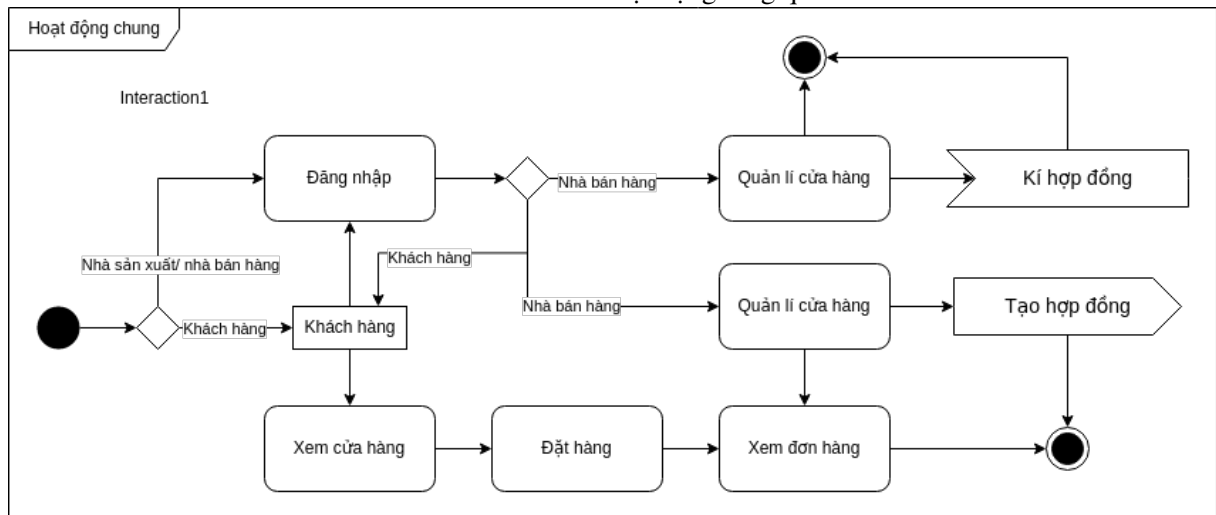 Hoạt động chung
Interaction1
Đăng nhập
Nhà bán hàng
Quản lí cửa hàng
Kí hợp đồng
Nhà sản xuất/ nhà bán hàng
Khách hàng
Khách hàng
Khách hàng
Nhà bán hàng
Quản lí cửa hàng
Tạo hợp đồng
Xem cửa hàng
Đặt hàng
Xem đơn hàng